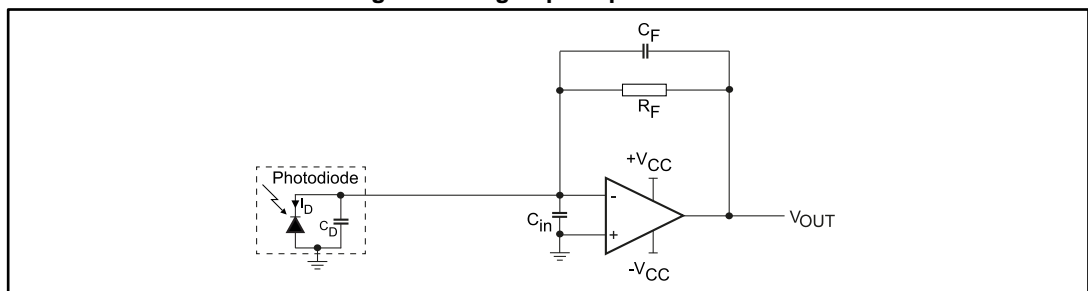 C_F
R_F
+V_CC
Photodiode
I_D
C_D
C_in
-
+
V_OUT
-V_CC